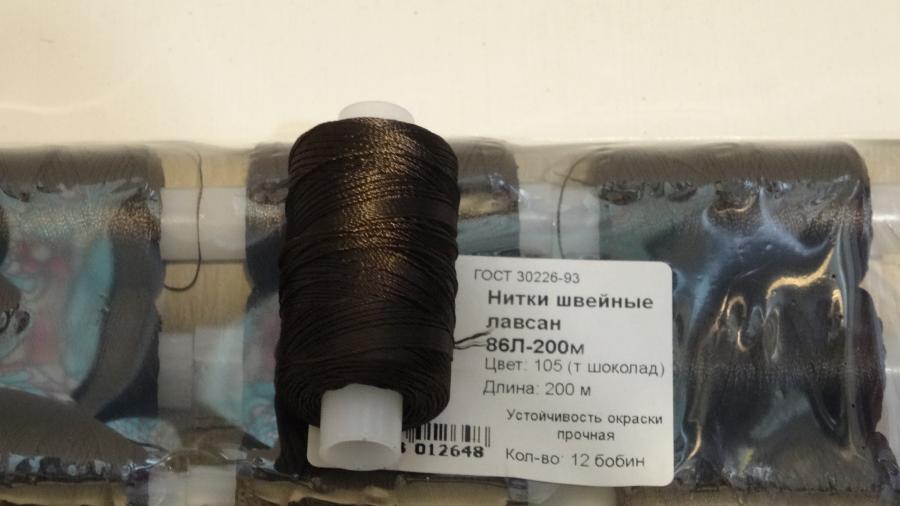 ГОСТ 30226-93
Нитки швейные
лавсан
86Л-200м
Цвет: 105 (т шоколад)
Длина: 200 м
Устойчивость окраски
прочная
012648
Кол-во: 12 бобин